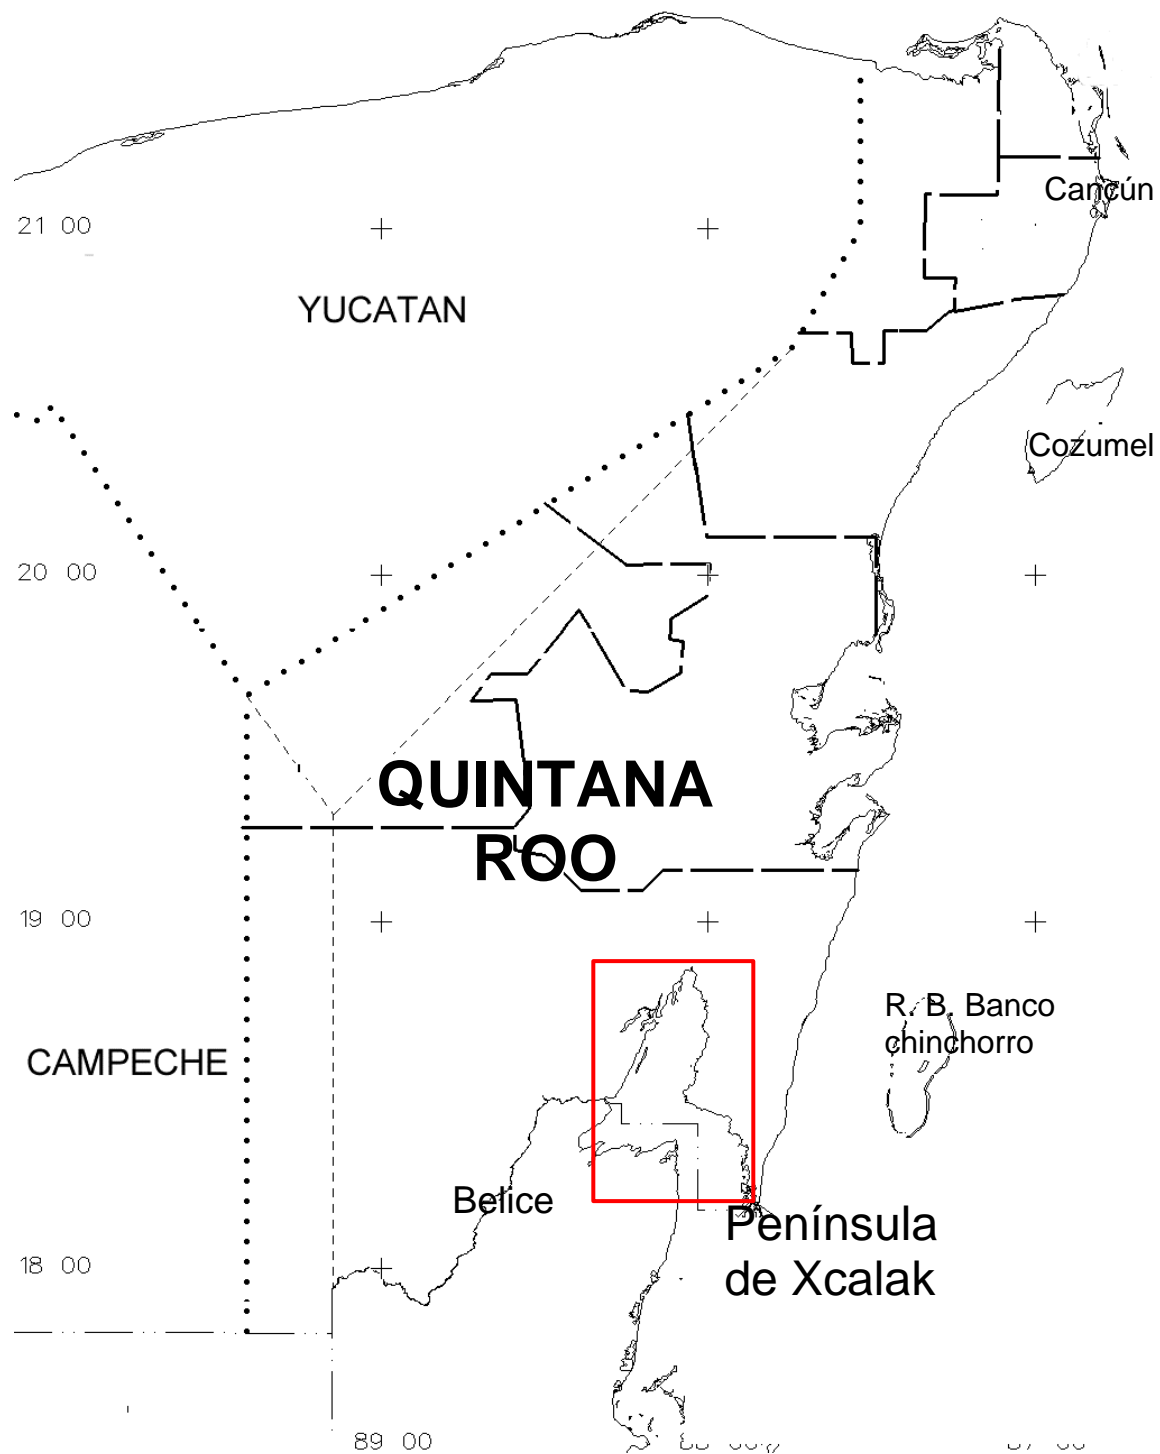 Cancún
21 00
YUCATAN
Cozumel
20 00
QUINTANA
ROO
19 00
R. B. Banco
chinchorro
CAMPECHE
Belice
Península
de Xcalak
18 00
89 00